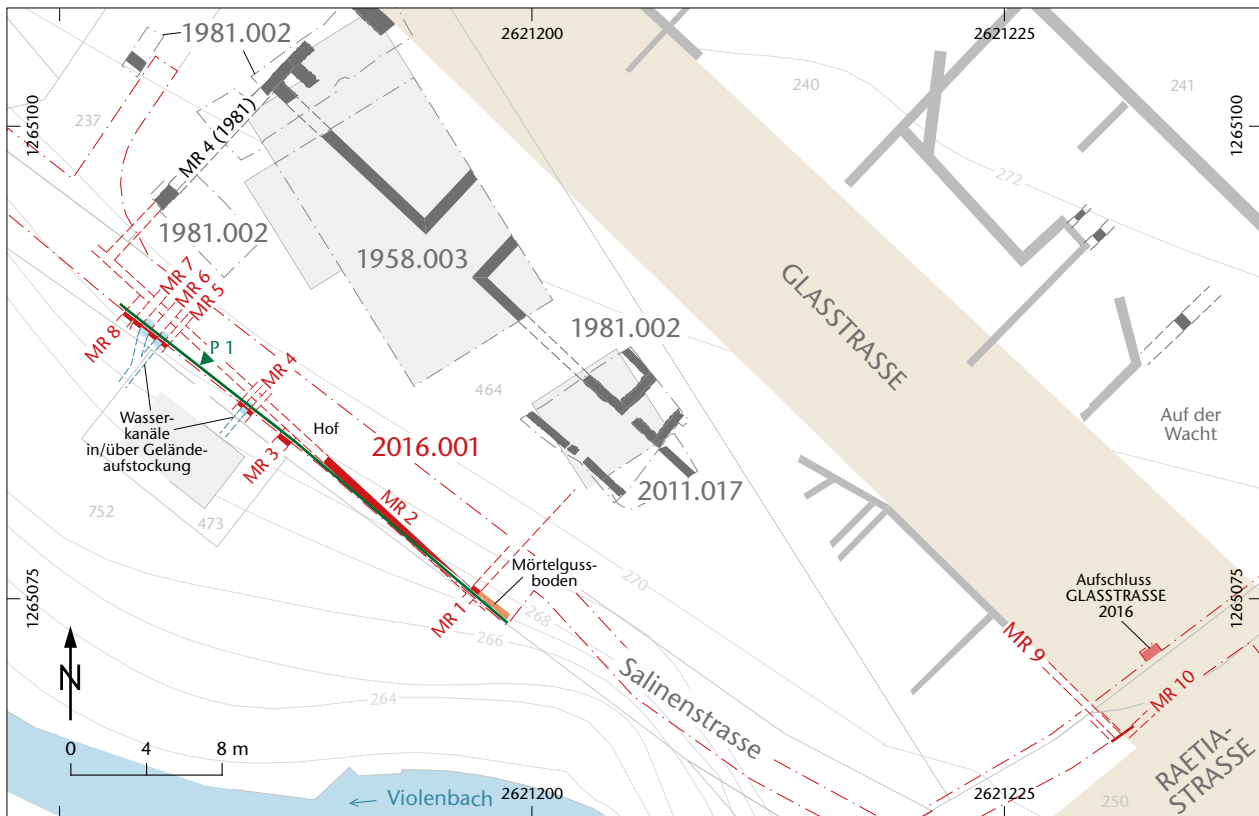 2621200
2621225
1981.002
240
241
1265100
1265100
237
MR 4 (1981)
272
1981.002
1958.003
GLASSTRASSE
MR 7
MR 6
MR 5
MR 8
P 1
1981.002
MR 4
464
Auf der
Wacht
Wasser-
kanäle
in/über Gelände-
aufstockung
Hof
MR 3
2016.001
2011.017
MR 2
752
473
Mörtelguss-
boden
270
Aufschluss
GLASSTRASSE
2016
1265075
1265075
MR 1
268
266
MR 9
N
264
Salinenstrasse
MR 10
RAETIA-
STRASSE
0 4 8 m
← Violenbach
2621200
2621225
250